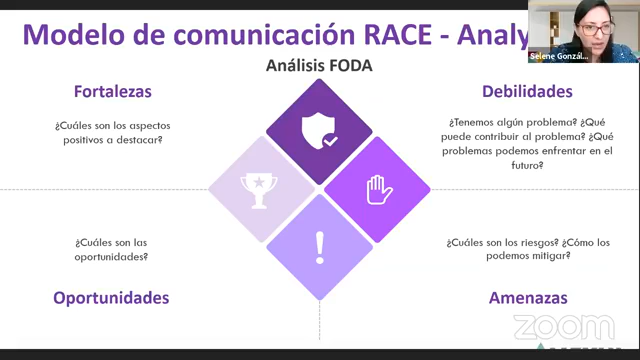 Modelo de comunicación RACE - Analy
Selene Gonzál...
Análisis FODA
Fortalezas
¿Cuáles son los aspectos
positivos a destacar?
Debilidades
¿Tenemos algún problema? ¿Qué
puede contribuir al problema? ¿Qué
problemas podemos enfrentar en el
futuro?
¿Cuáles son las
oportunidades?
Oportunidades
¿Cuáles son los riesgos? ¿Cómo los
podemos mitigar?
Amenazas
zoom